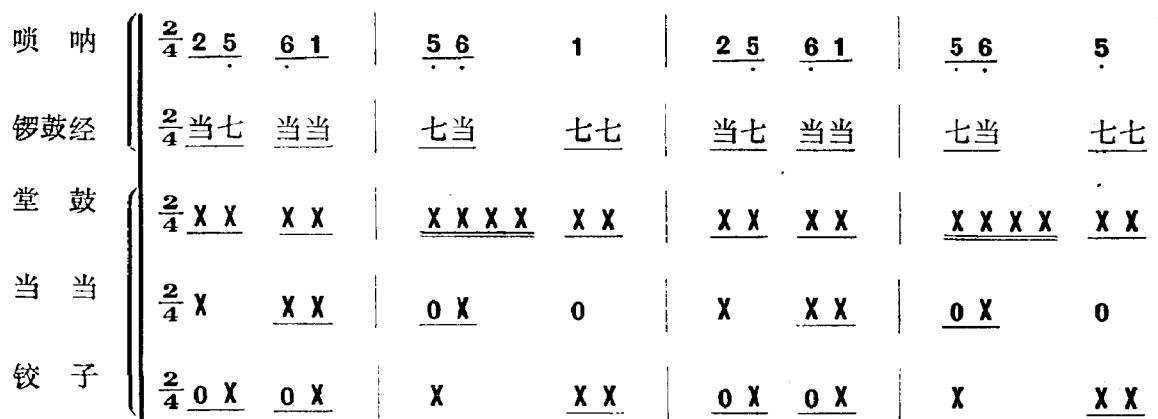 唢 呐 2/4 2 5 6 1 | 5 6 1 | 2 5 6 1 | 5 6 5
锣鼓经 2/4 当七 当当 | 七当 七七 | 当七 当当 | 七当 七七
堂 鼓 2/4 X X X X | X X X X X X | X X X X | X X X X X X
当 当 2/4 X X X | 0 X 0 | X X X | 0 X 0
铰 子 2/4 0 X 0 X | X X X | 0 X 0 X | X X X